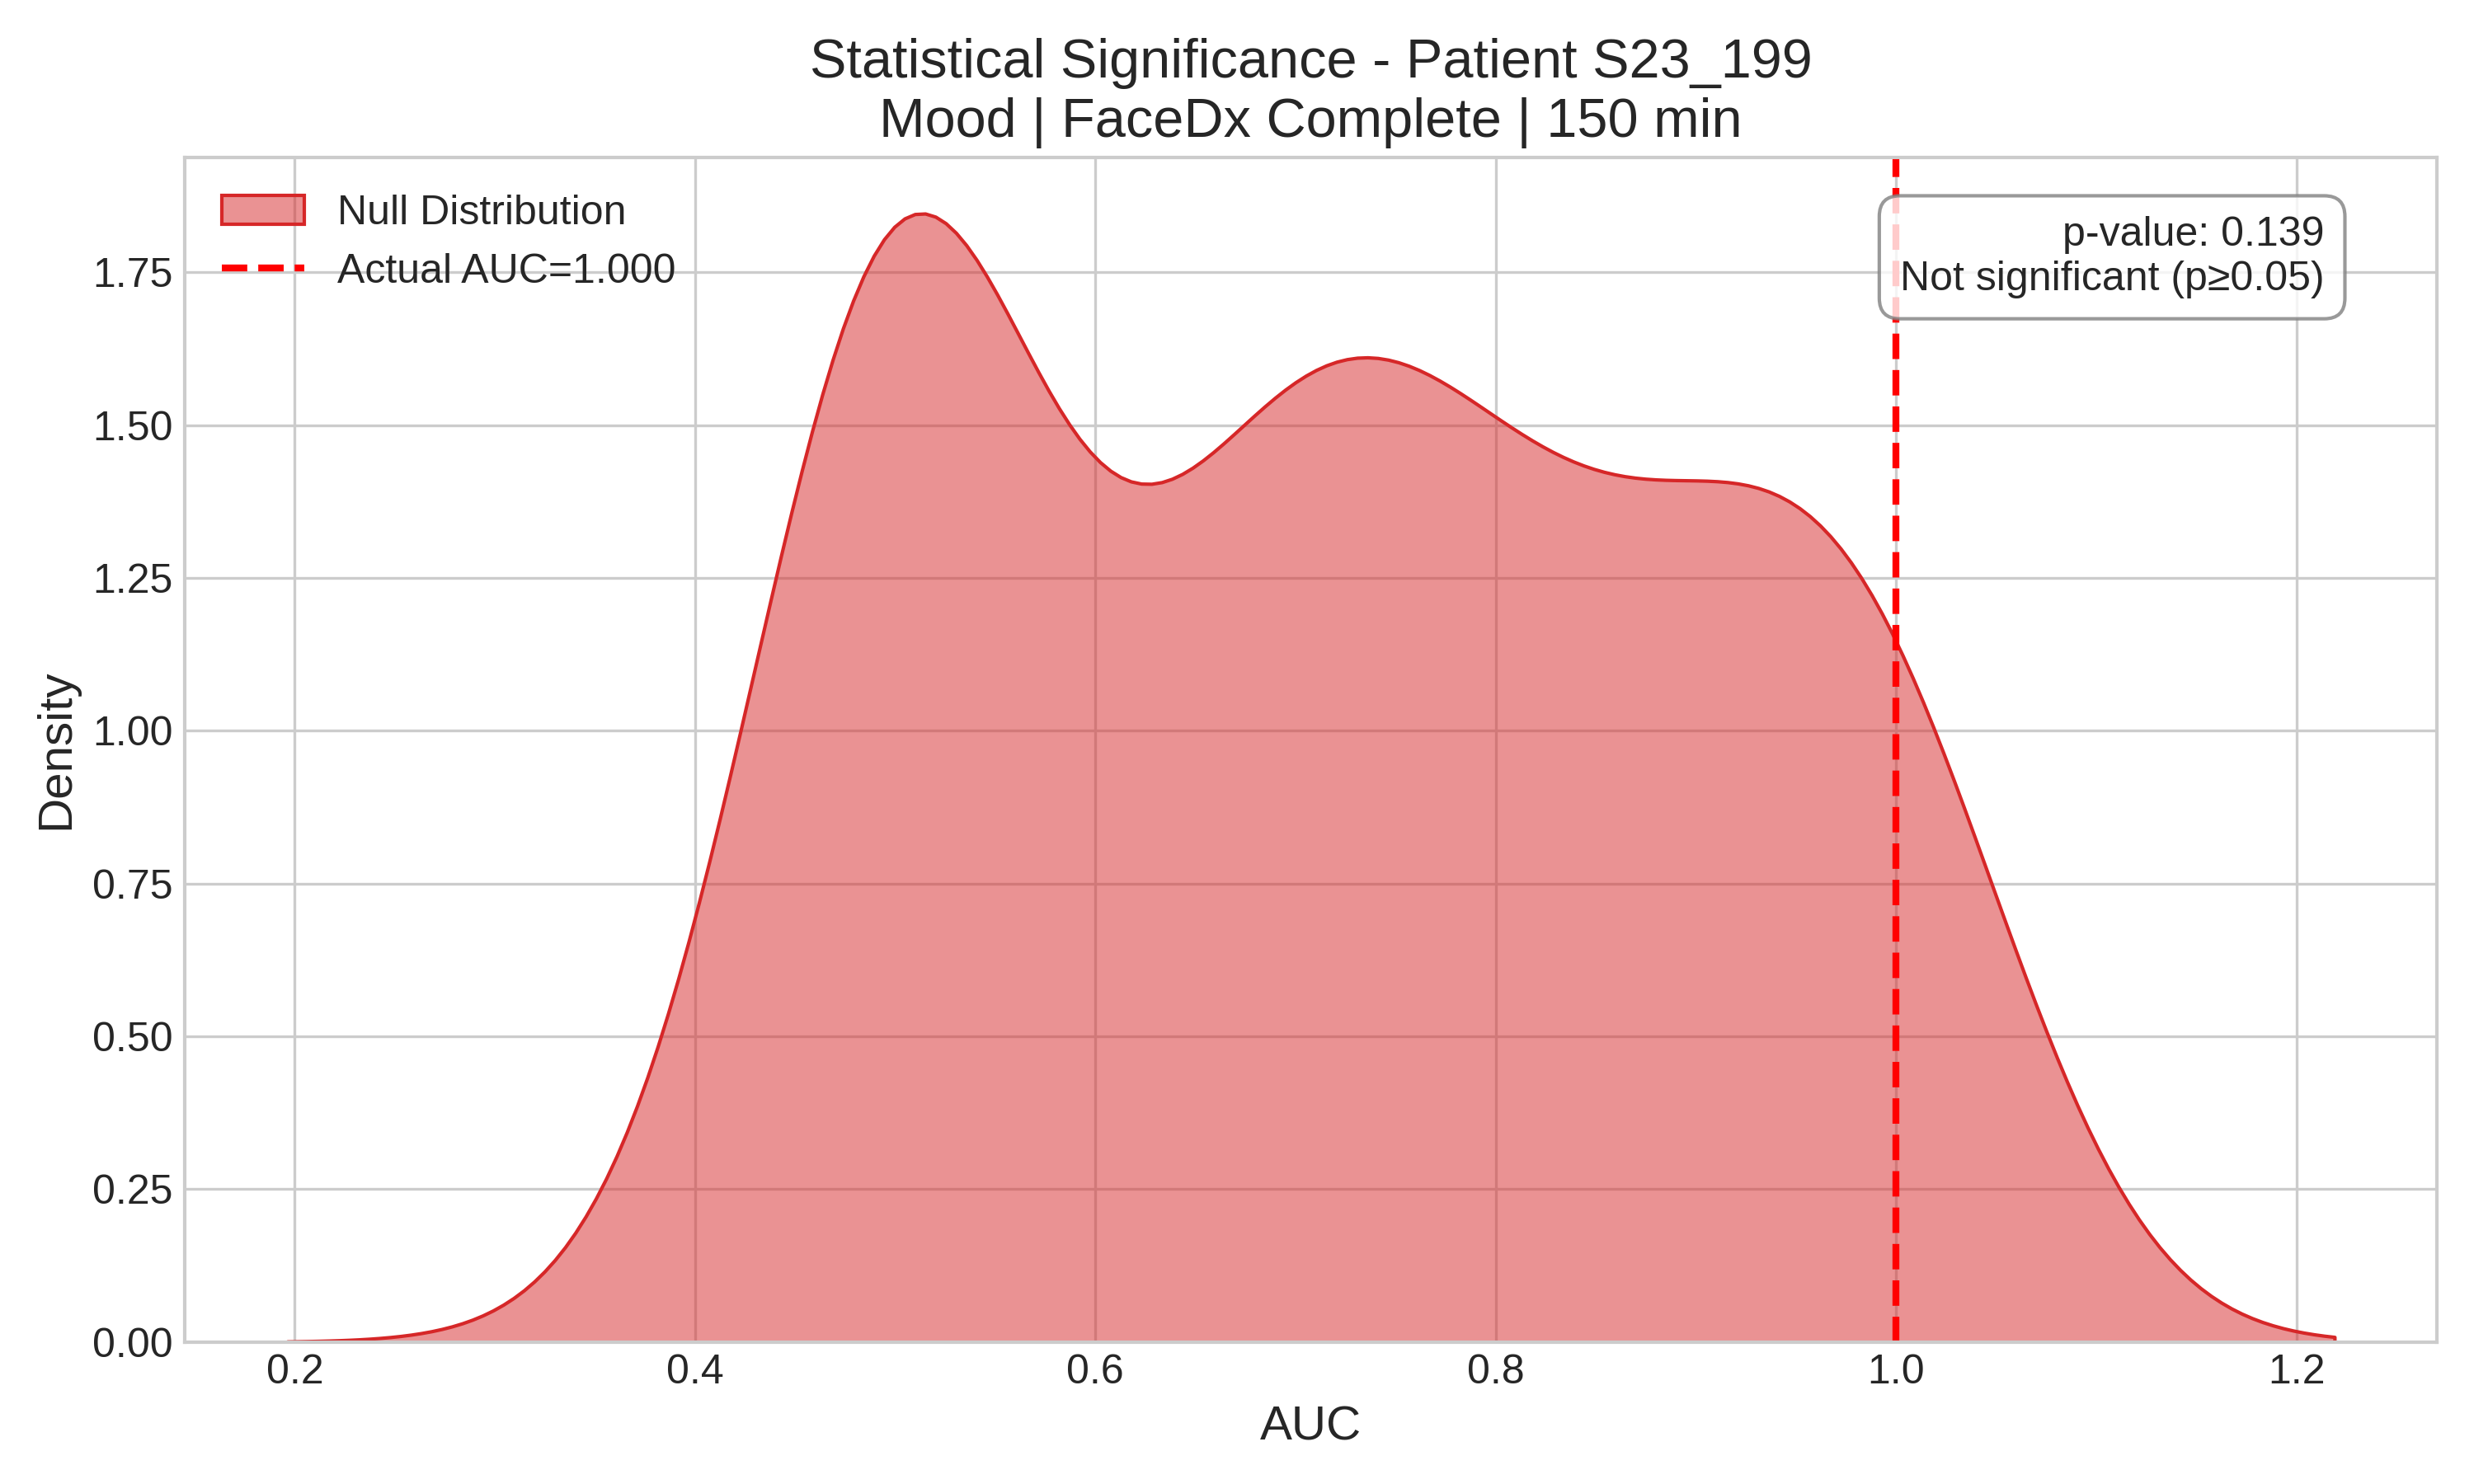 Statistical Significance - Patient S23_199
Mood | FaceDx Complete | 150 min
Null Distribution
Actual AUC=1.000
p-value: 0.139
Not significant (p≥0.05)
Density
1.75
1.50
1.25
1.00
0.75
0.50
0.25
0.00
0.2
0.4
0.6
0.8
1.0
1.2
AUC